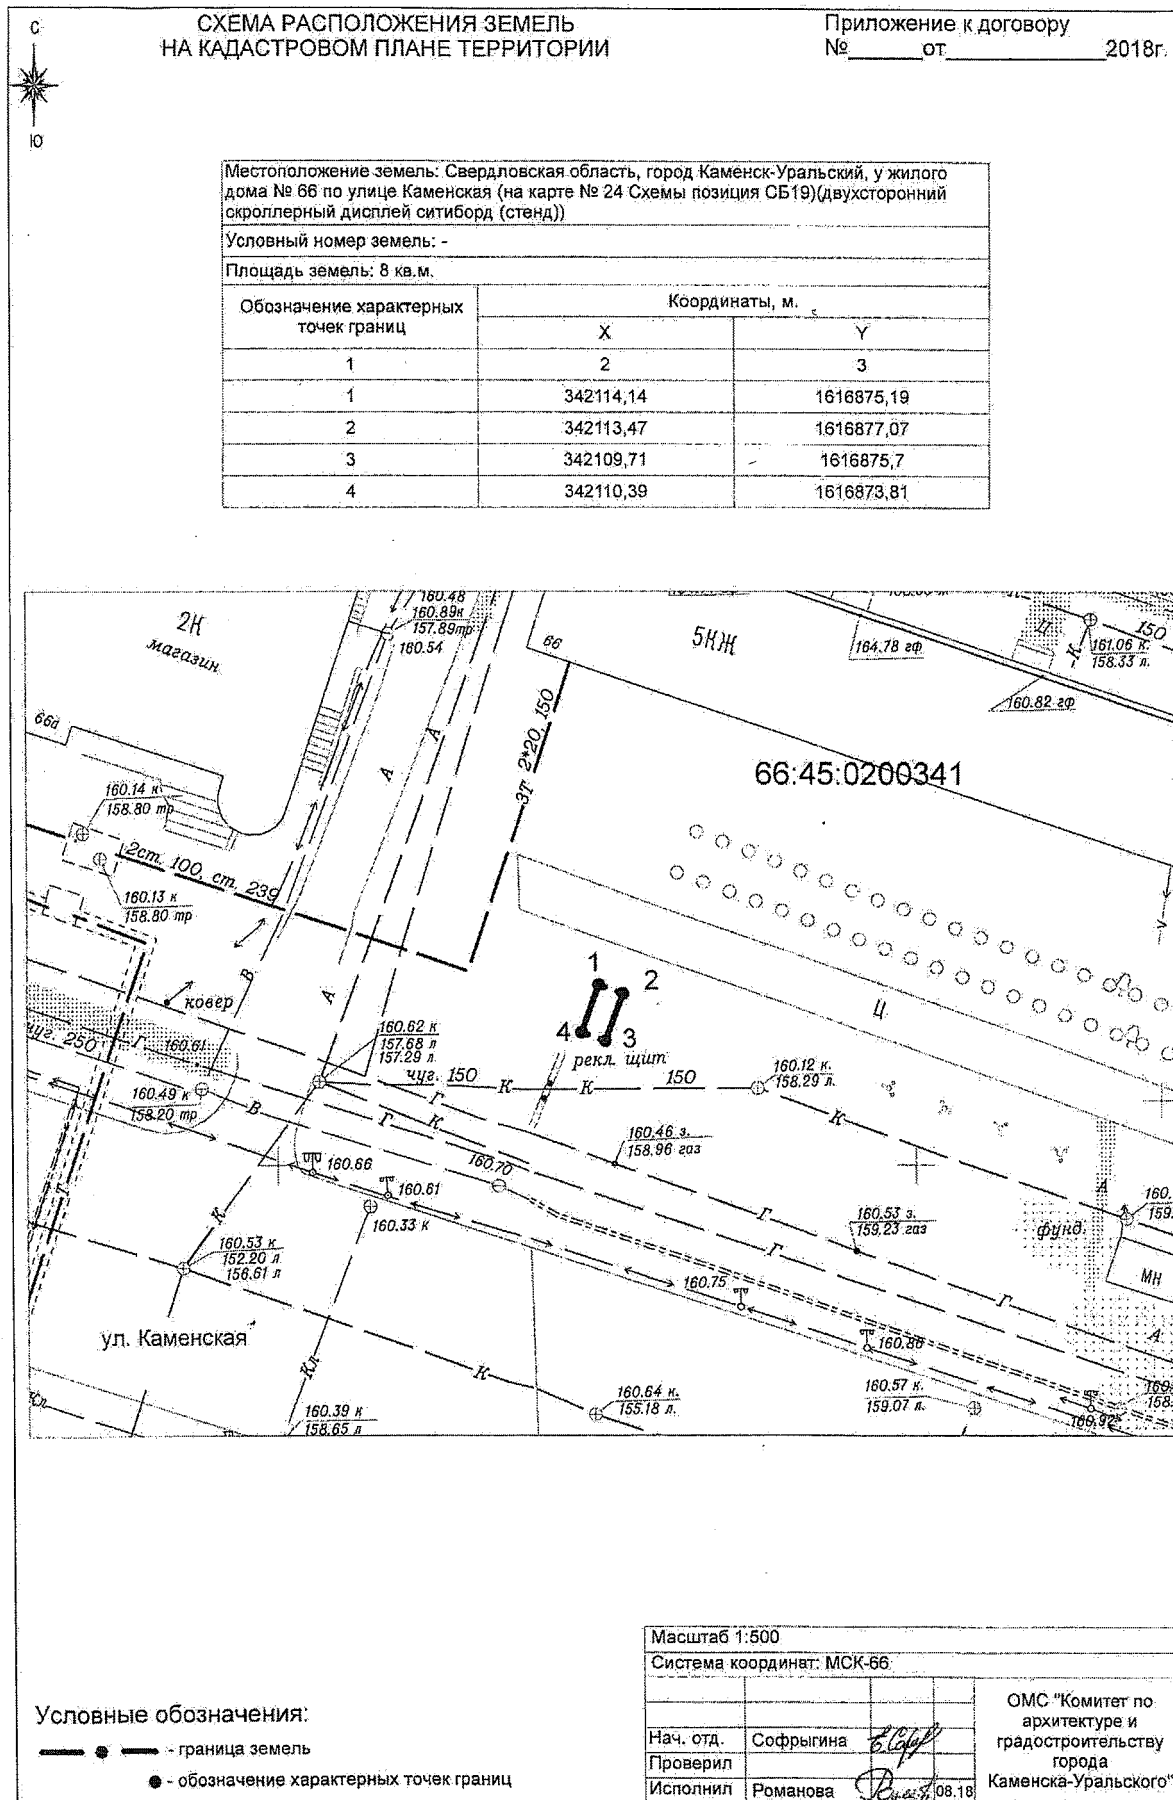 С
Ю
СХЕМА РАСПОЛОЖЕНИЯ ЗЕМЕЛЬ
НА КАДАСТРОВОМ ПЛАНЕ ТЕРРИТОРИИ
Приложение к договору
№______от____________2018г.
Местоположение земель: Свердловская область, город Каменск-Уральский, у жилого
дома № 66 по улице Каменская (на карте № 24 Схемы позиция СБ19)(двухсторонний
скроллерный дисплей ситиборд (стенд))
Условный номер земель: -
Площадь земель: 8 кв.м.
Обозначение характерных
точек границ
Координаты, м.
X
Y
1 2 3
1 342114,14 1616875,19
2 342113,47 1616877,07
3 342109,71 1616875,7
4 342110,39 1616873,81
2К
магазин
160.48
160.89к
157.89тр
160.54
66
5КЖ
164.78 гф
Ц
К
150
161.06 к.
158.33 л.
160.82 гф
66а
А
А
3Т 2*20, 150
66:45:0200341
160.14 к
158.80 тр
2ст. 100, ст. 239
160.13 к
158.80 тр
В
А
ковер
1
2
4
3
рекл. щит
Ц
чуг. 250
Г
160.61
160.62 к
157.68 л
157.29 л.
чуг. 150
К
К
150
160.12 к.
158.29 л.
160.49 к
158.20 тр
В
Г
Г
К
К
160.46 з.
158.96 газ
160.66
160.70
160.61
160.33 к
Т
К
А
160.53 к
152.20 л
156.61 л
Г
Г
160.53 з.
159.23 газ
фунд.
МН
160.75
Г
А
ул. Каменская
160.86
Кл
К
160.64 к.
155.18 л.
160.57 к.
159.07 л.
160.92
160.39 к
158.65 л
Масштаб 1:500
Система координат: МСК-66
Нач. отд. Софрыгина
Проверил
Исполнил Романова 08.18
ОМС "Комитет по
архитектуре и
градостроительству
города
Каменска-Уральского"
Условные обозначения:
- граница земель
- обозначение характерных точек границ